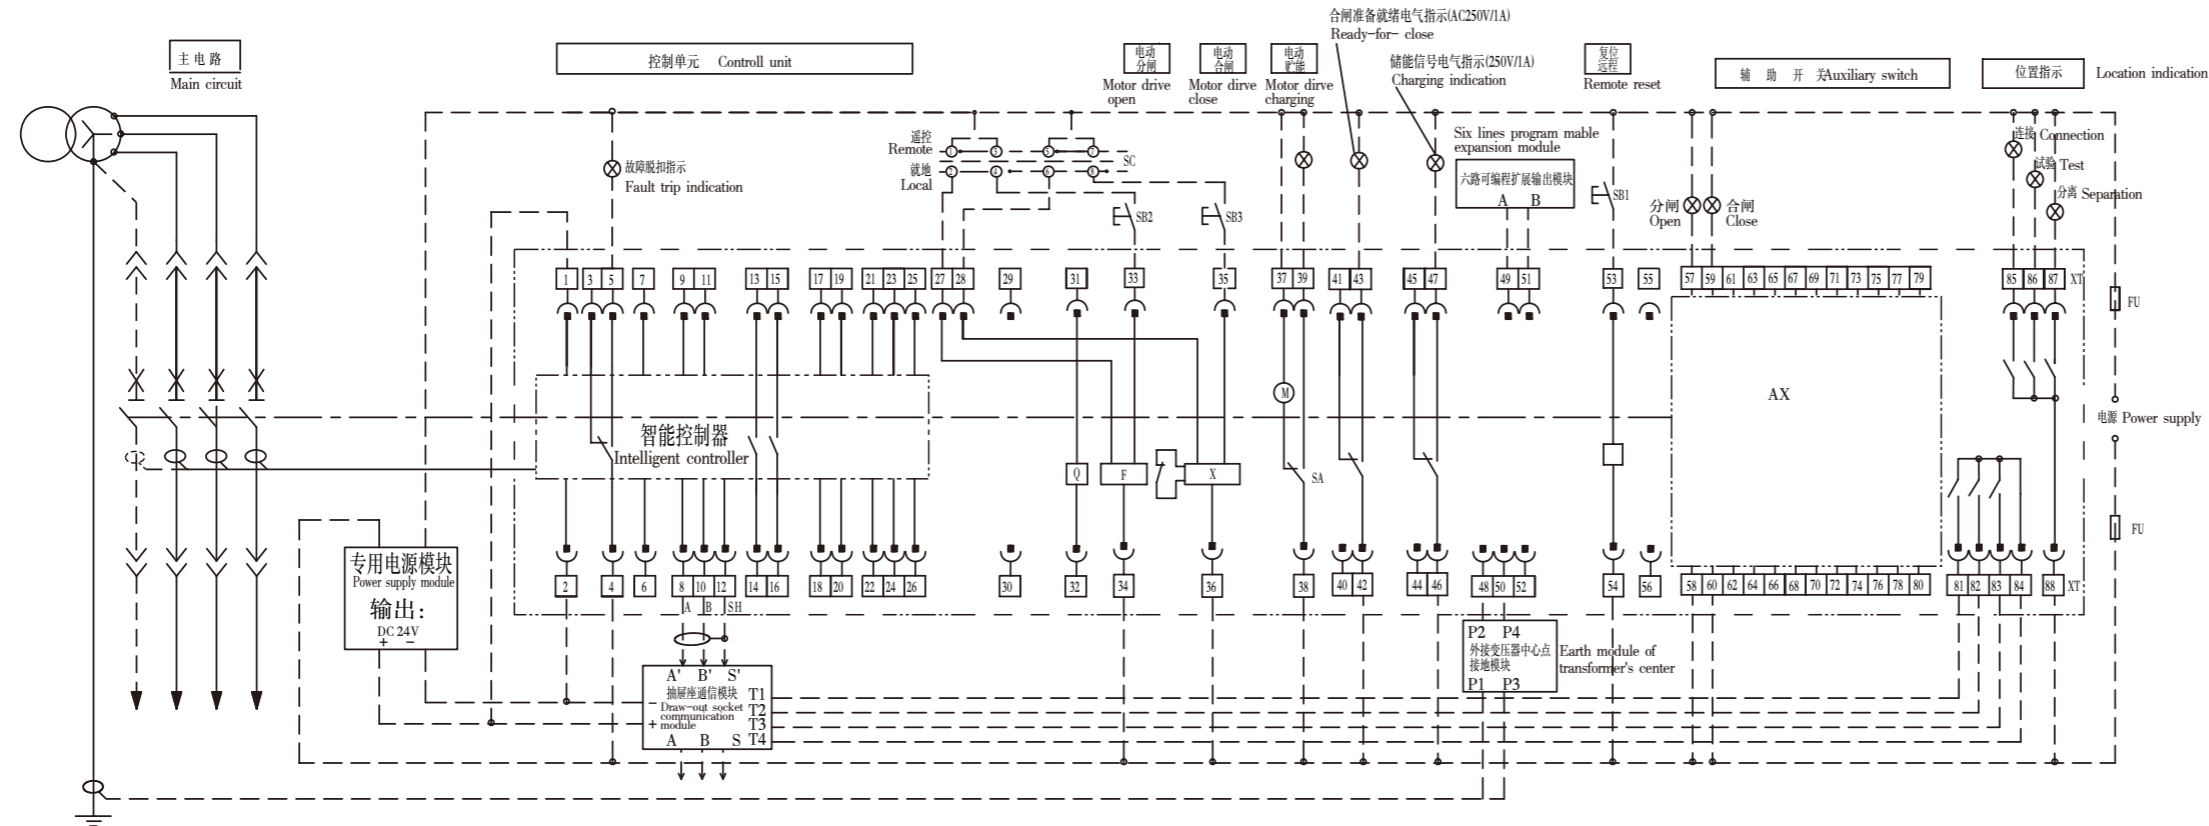 合闸准备就绪电气指示(AC250V/1A)
Ready-for- close
储能信号电气指示(250V/1A)
Charging indication
主 电 路
Main circuit
控制单元 Controll unit
电动
分闸
Motor drive
open
电动
合闸
Motor drive
close
电动
贮能
Motor dirve
charging
复位
远程
Remote reset
辅 助 开 关Auxiliary switch
位置指示 Location indication
遥控
Remote
就地
Local
1 3 5 7
2 4 6 8
SC
故障脱扣指示
Fault trip indication
SB2
SB3
Six lines program mable
expansion module
六路可编程扩展输出模块
A B
SB1
分闸
Open
合闸
Close
连接 Connection
试验 Test
分离 Separation
1 3 5 7 9 11 13 15 17 19 21 23 25 27 28 29 31 33 35 37 39 41 43 45 47 49 51 53 55 57 59 61 63 65 67 69 71 73 75 77 79 85 86 87 XT
FU
M
AX
电源 Power supply
智能控制器
Intelligent controller
Q
F
X
SA
FU
专用电源模块
Power supply module
输出：
DC 24V
+ −
2 4 6 8 10 12 14 16 18 20 22 24 26 30 32 34 36 38 40 42 44 46 48 50 52 54 56 58 60 62 64 66 68 70 72 74 76 78 80 81 82 83 84 88 XT
A B SH
P2 P4
外接变压器中心点
接地模块
P1 P3
Earth module of
transformer's center
A' B' S'
抽屉座通信模块
T1
− Draw-out socket
T2
communication
+ module
T3
A B S T4